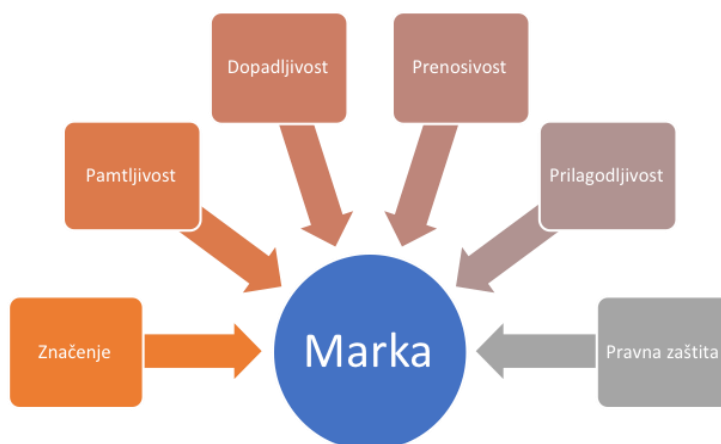 Dopadljivost
Prenosivost
Pamtljivost
Prilagodljivost
Značenje
Marka
Pravna zaštita